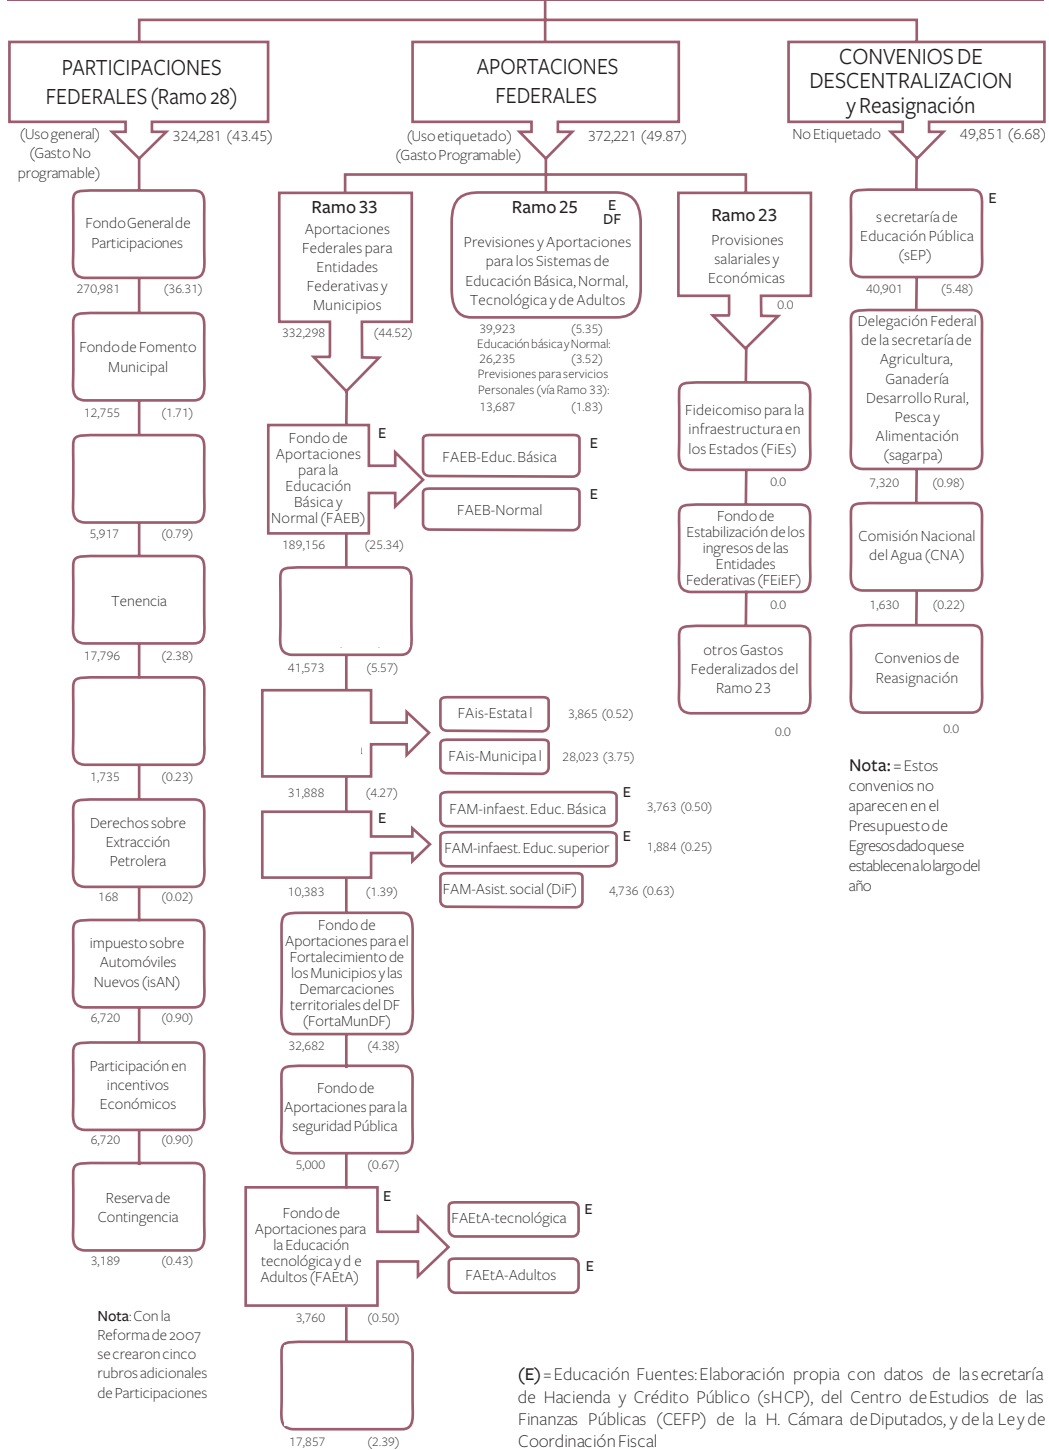 PARTICIPACIONES
FEDERALES (Ramo 28)
(Uso general)
(Gasto No
programable)
324,281 (43.45)
Fondo General de
Participaciones
270,981 (36.31)
Fondo de Fomento
Municipal
12,755 (1.71)
5,917 (0.79)
Tenencia
17,796 (2.38)
1,735 (0.23)
Derechos sobre
Extracción
Petrolera
168 (0.02)
impuesto sobre
Automóviles
Nuevos (isAN)
6,720 (0.90)
Participación en
incentivos
Económicos
6,720 (0.90)
Reserva de
Contingencia
3,189 (0.43)
Nota: Con la
Reforma de 2007
se crearon cinco
rubros adicionales
de Participaciones
APORTACIONES
FEDERALES
(Uso etiquetado)
(Gasto Programable)
372,221 (49.87)
Ramo 33
Aportaciones
Federales para
Entidades
Federativas y
Municipios
332,298 (44.52)
Fondo de
Aportaciones
para la
Educación
Básica y
Normal (FAEB)
E
189,156 (25.34)
FAEB-Educ. Básica
E
FAEB-Normal
E
41,573 (5.57)
FAis-Estatal
3,865 (0.52)
FAis-Municipal
28,023 (3.75)
31,888 (4.27)
E
FAM-infaest. Educ. Básica
E
3,763 (0.50)
FAM-infaest. Educ. superior
E
1,884 (0.25)
FAM-Asist. social (DiF)
4,736 (0.63)
10,383 (1.39)
Fondo de
Aportaciones para el
Fortalecimiento de
los Municipios y las
Demarcaciones
territoriales del DF
(FortaMunDF)
32,682 (4.38)
Fondo de
Aportaciones para la
seguridad Pública
5,000 (0.67)
Fondo de
Aportaciones para
la Educación
tecnológica y d e
Adultos (FAEtA)
E
3,760 (0.50)
FAEtA-tecnológica
E
FAEtA-Adultos
E
17,857 (2.39)
Ramo 25
E
DF
Previsiones y Aportaciones
para los Sistemas de
Educación Básica, Normal,
Tecnológica y de Adultos
39,923 (5.35)
Educación básica y Normal:
26,235 (3.52)
Previsiones para servicios
Personales (vía Ramo 33):
13,687 (1.83)
Ramo 23
Provisiones
salariales y
Económicas
0.0
Fideicomiso para la
infraestructura en
los Estados (FiEs)
0.0
Fondo de
Estabilización de los
ingresos de las
Entidades
Federativas (FEiEF)
0.0
otros Gastos
Federalizados del
Ramo 23
0.0
CONVENIOS DE
DESCENTRALIZACION
y Reasignación
No Etiquetado
49,851 (6.68)
s ecretaría de
Educación Pública
(sEP)
E
40,901 (5.48)
Delegación Federal
de la secretaría de
Agricultura,
Ganadería
Desarrollo Rural,
Pesca y
Alimentación
(sagarpa)
7,320 (0.98)
Comisión Nacional
del Agua (CNA)
1,630 (0.22)
Convenios de
Reasignación
0.0
Nota: = Estos
convenios no
aparecen en el
Presupuesto de
Egresos dado que se
establecen a lo largo del
año
(E) = Educación Fuentes: Elaboración propia con datos de la secretaría
de Hacienda y Crédito Público (sHCP), del Centro de Estudios de las
Finanzas Públicas (CEFP) de la H. Cámara de Diputados, y de la Ley de
Coordinación Fiscal